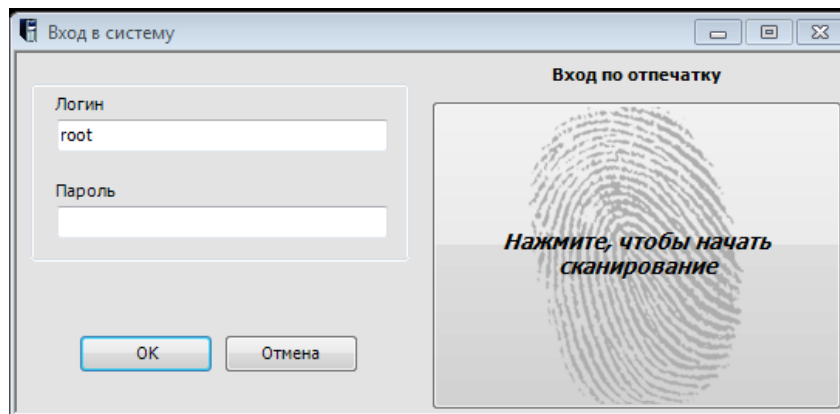 Вход в систему
Логин
root
Пароль
OK
Отмена
Вход по отпечатку
Нажмите, чтобы начать
сканирование